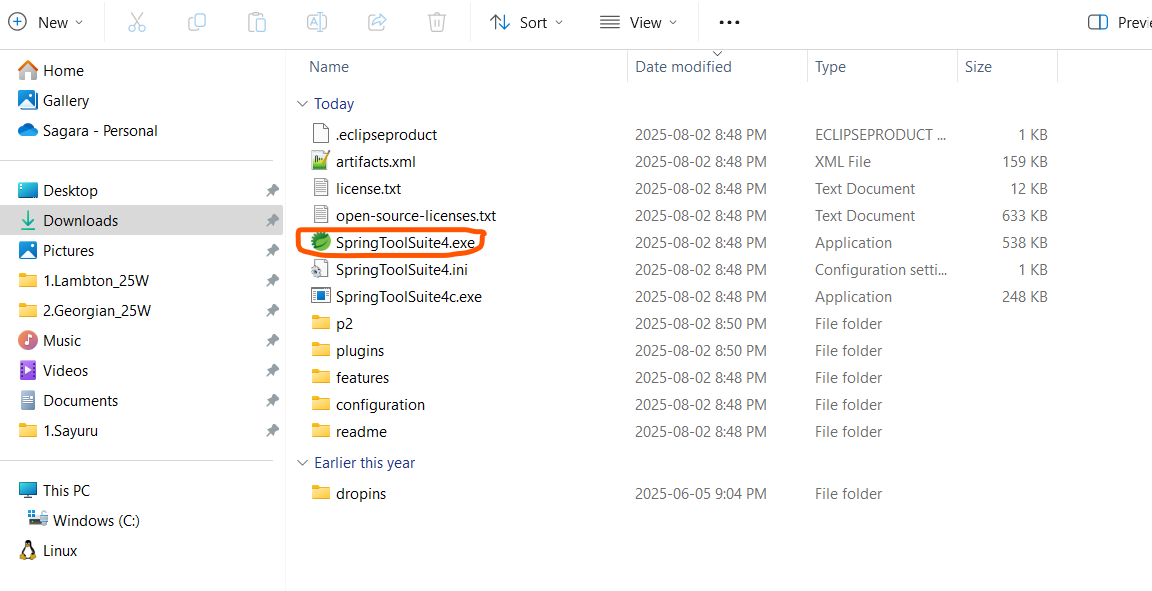 New Sort View ••• Previe
Home
Gallery
Sagara - Personal
Desktop
Downloads
Pictures
1.Lambton_25W
2.Georgian_25W
Music
Videos
Documents
1.Sayuru
This PC
Windows (C:)
Linux
Name Date modified Type Size
Today
.eclipseproduct 2025-08-02 8:48 PM ECLIPSEPRODUCT ... 1 KB
artifacts.xml 2025-08-02 8:48 PM XML File 159 KB
license.txt 2025-08-02 8:48 PM Text Document 12 KB
open-source-licenses.txt 2025-08-02 8:48 PM Text Document 633 KB
SpringToolSuite4.exe 2025-08-02 8:48 PM Application 538 KB
SpringToolSuite4.ini 2025-08-02 8:48 PM Configuration setti... 1 KB
SpringToolSuite4c.exe 2025-08-02 8:48 PM Application 248 KB
p2 2025-08-02 8:50 PM File folder
plugins 2025-08-02 8:50 PM File folder
features 2025-08-02 8:48 PM File folder
configuration 2025-08-02 8:48 PM File folder
readme 2025-08-02 8:48 PM File folder
Earlier this year
dropins 2025-06-05 9:04 PM File folder